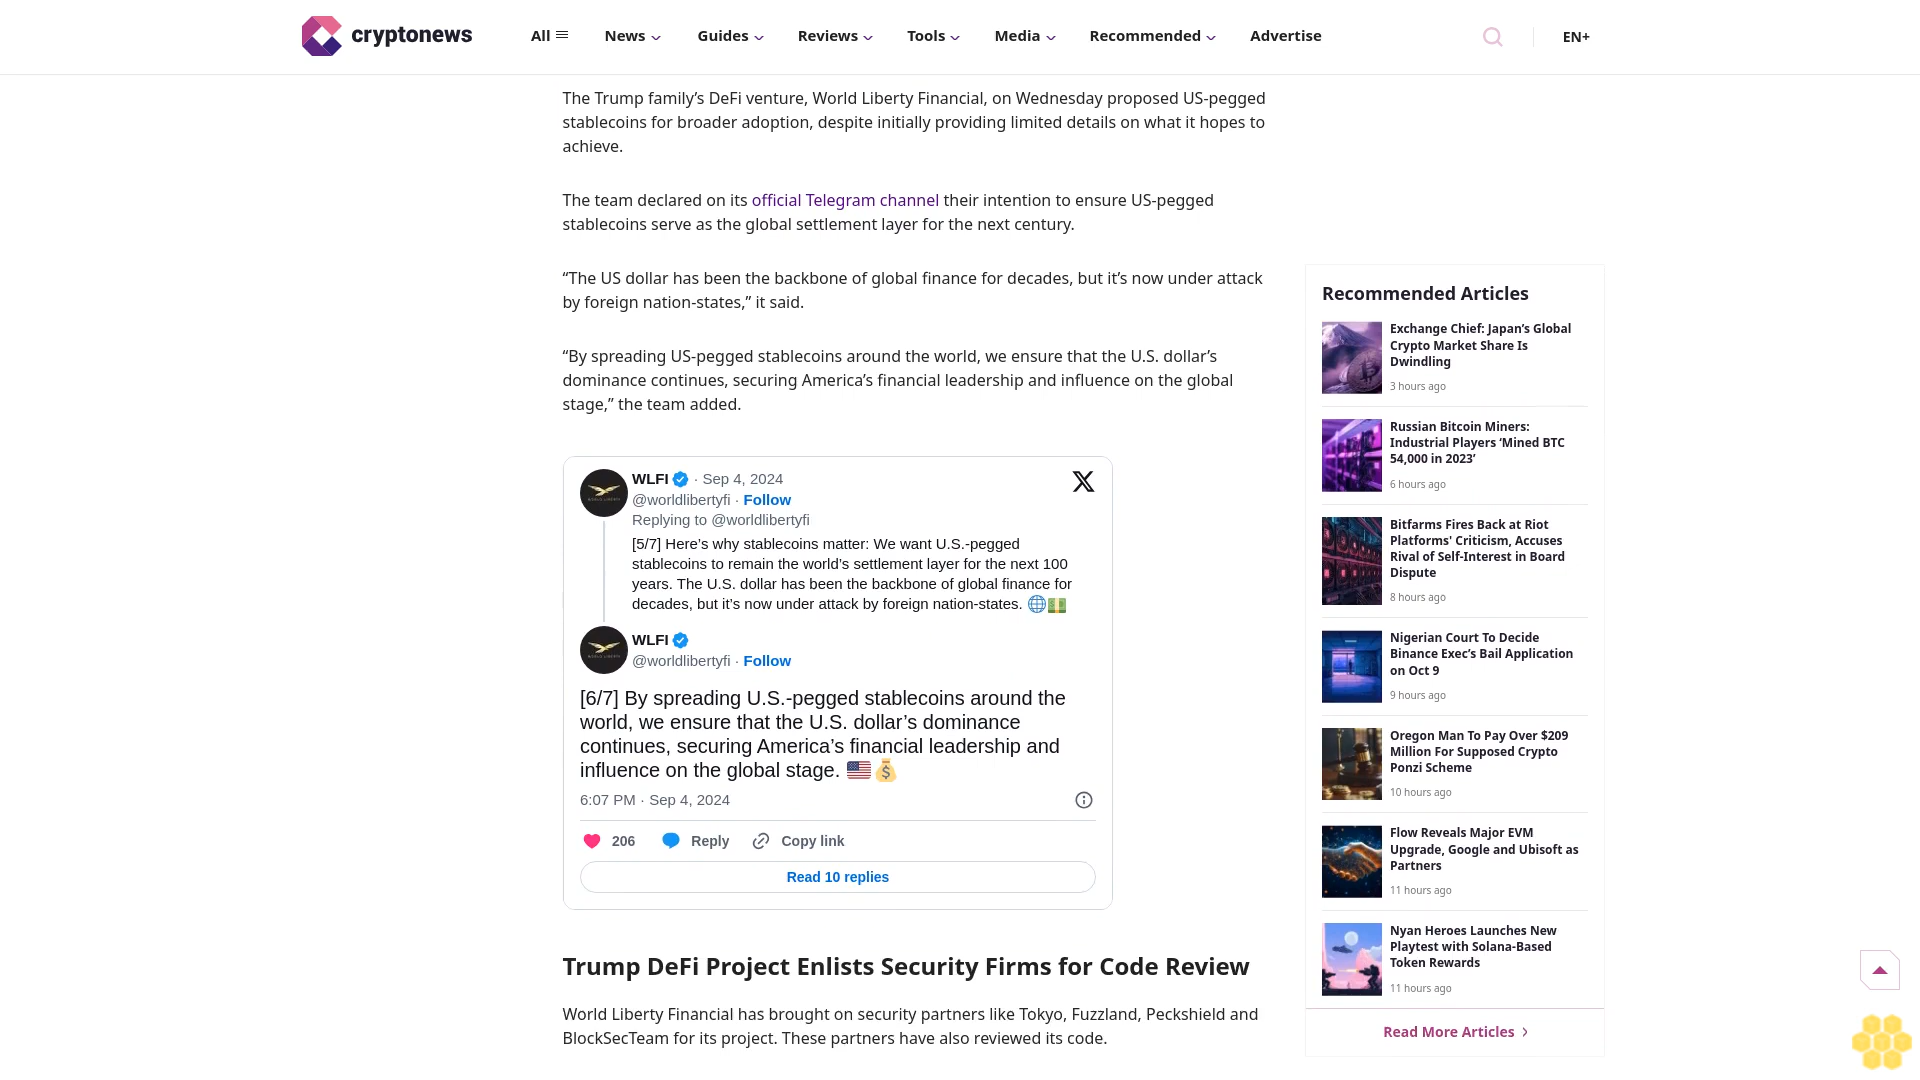 cryptonews
All
News
Guides
Reviews
Tools
Media
Recommended
Advertise
EN+
The Trump family’s DeFi venture, World Liberty Financial, on Wednesday proposed US-pegged
stablecoins for broader adoption, despite initially providing limited details on what it hopes to
achieve.
The team declared on its official Telegram channel their intention to ensure US-pegged
stablecoins serve as the global settlement layer for the next century.
“The US dollar has been the backbone of global finance for decades, but it’s now under attack
by foreign nation-states,” it said.
“By spreading US-pegged stablecoins around the world, we ensure that the U.S. dollar’s
dominance continues, securing America’s financial leadership and influence on the global
stage,” the team added.
WLFI · Sep 4, 2024
@worldlibertyfi · Follow
Replying to @worldlibertyfi
[5/7] Here’s why stablecoins matter: We want U.S.-pegged
stablecoins to remain the world’s settlement layer for the next 100
years. The U.S. dollar has been the backbone of global finance for
decades, but it’s now under attack by foreign nation-states. 🌐💵
WLFI
@worldlibertyfi · Follow
[6/7] By spreading U.S.-pegged stablecoins around the
world, we ensure that the U.S. dollar’s dominance
continues, securing America’s financial leadership and
influence on the global stage. 🇺🇸💰
6:07 PM · Sep 4, 2024
206
Reply
Copy link
Read 10 replies
Trump DeFi Project Enlists Security Firms for Code Review
World Liberty Financial has brought on security partners like Tokyo, Fuzzland, Peckshield and
BlockSecTeam for its project. These partners have also reviewed its code.
Recommended Articles
Exchange Chief: Japan’s Global
Crypto Market Share Is
Dwindling
3 hours ago
Russian Bitcoin Miners:
Industrial Players ‘Mined BTC
54,000 in 2023’
6 hours ago
Bitfarms Fires Back at Riot
Platforms' Criticism, Accuses
Rival of Self-Interest in Board
Dispute
8 hours ago
Nigerian Court To Decide
Binance Exec’s Bail Application
on Oct 9
9 hours ago
Oregon Man To Pay Over $209
Million For Supposed Crypto
Ponzi Scheme
10 hours ago
Flow Reveals Major EVM
Upgrade, Google and Ubisoft as
Partners
11 hours ago
Nyan Heroes Launches New
Playtest with Solana-Based
Token Rewards
11 hours ago
Read More Articles